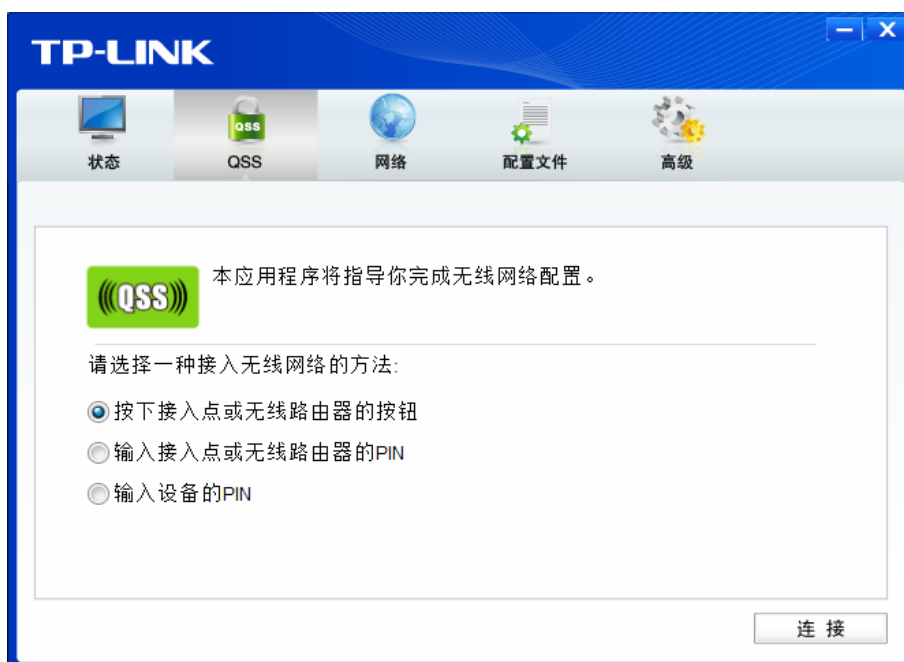 TP-LINK
QSS
状态
QSS
网络
配置文件
高级
QSS
本应用程序将指导你完成无线网络配置。
请选择一种接入无线网络的方法:
按下接入点或无线路由器的按钮
输入接入点或无线路由器的PIN
输入设备的PIN
连 接